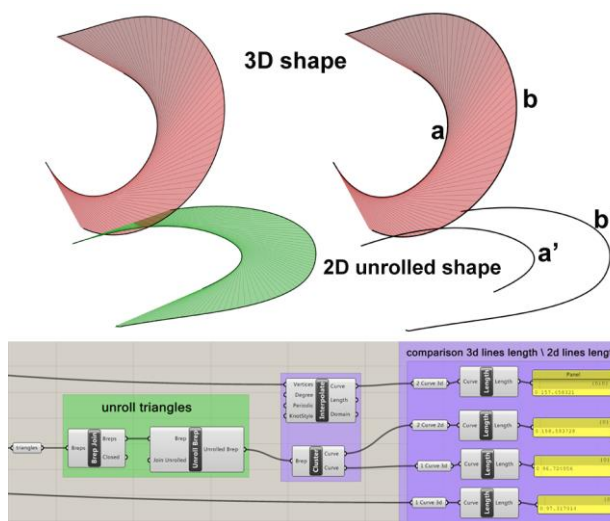 3D shape
b
a
b
a'
2D unrolled shape
comparison 3d lines length \ 2d lines lengt
Vertices
Degree
Periodic
KnotStyle
Interpolate
Curve
Length
Domain
2 Curve 3d
Curve
Length
Length
Panel
unroll triangles
triangles
Breps
Brep Join
Breps
Closed
Brep
Join Unrolled
Unroll Brep
Unrolled Brep
Brep
Cluster
Curve
Curve
2 Curve 2d
Curve
Length
Length
1 Curve 3d
Curve
Length
Length
1 Curve 3d
Curve
Length
Length